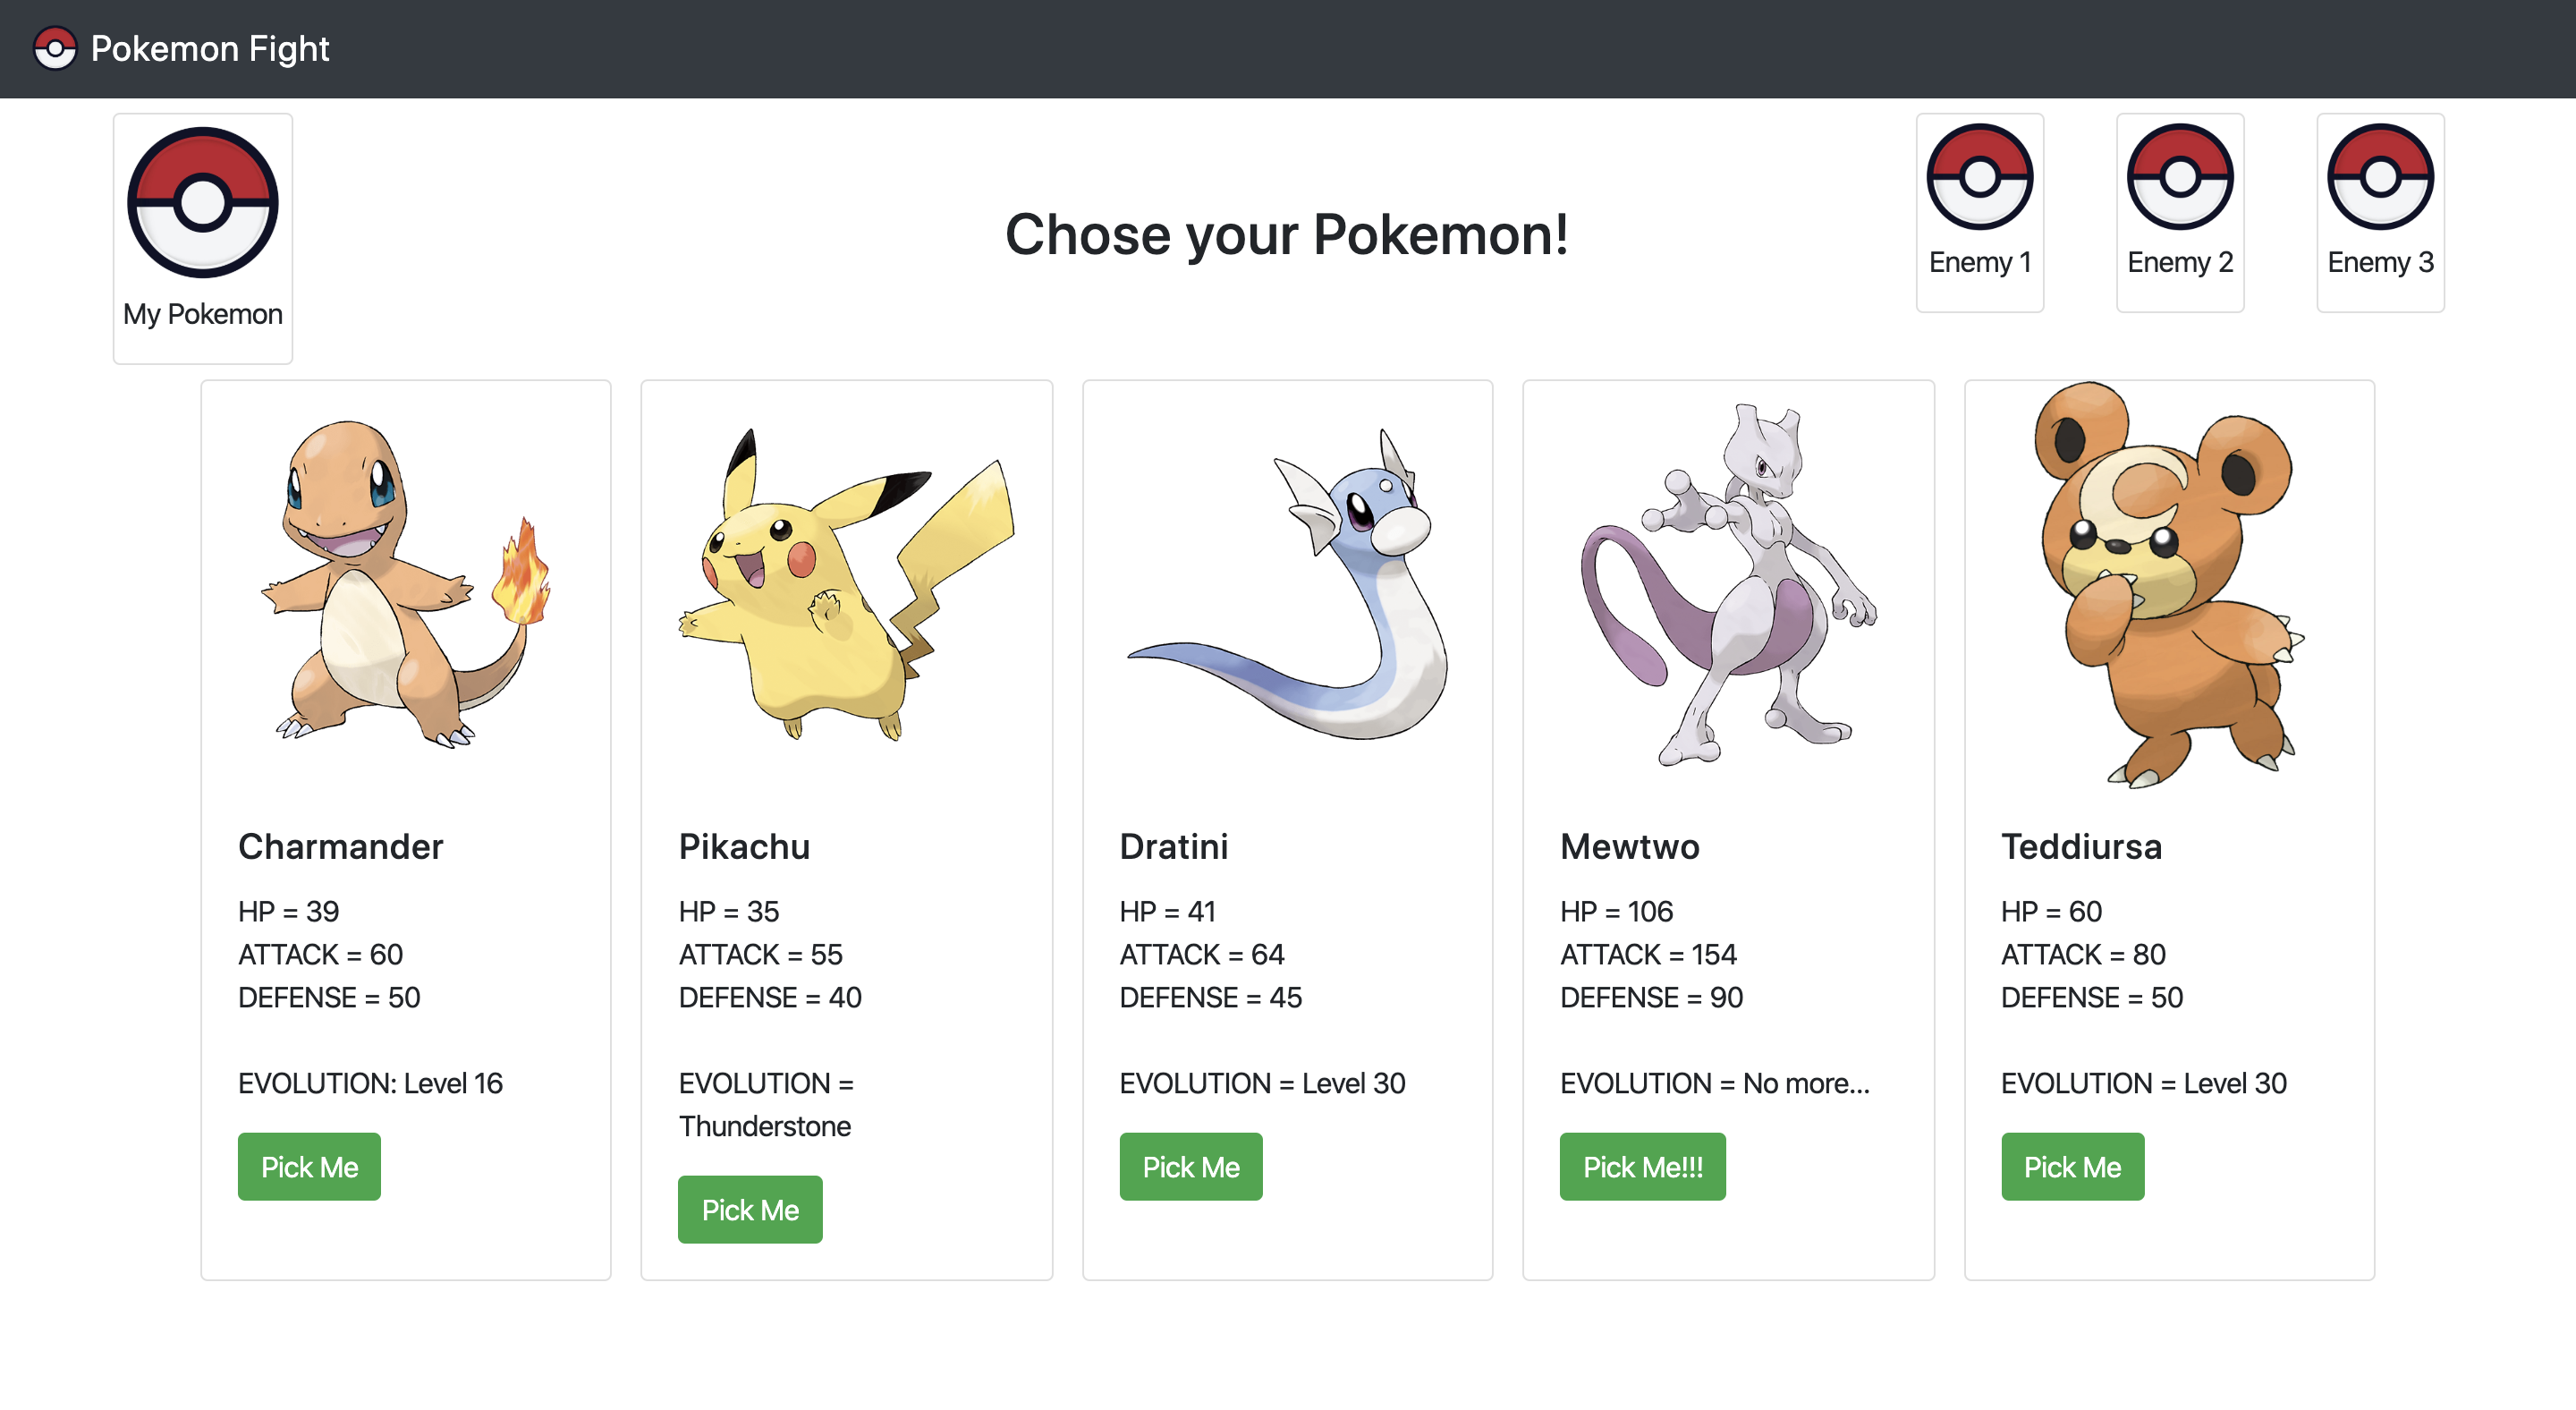 Pokemon Fight
My Pokemon
Chose your Pokemon!
Enemy 1
Enemy 2
Enemy 3
Charmander
HP = 39
ATTACK = 60
DEFENSE = 50
EVOLUTION: Level 16
Pick Me
Pikachu
HP = 35
ATTACK = 55
DEFENSE = 40
EVOLUTION =
Thunderstone
Pick Me
Dratini
HP = 41
ATTACK = 64
DEFENSE = 45
EVOLUTION = Level 30
Pick Me
Mewtwo
HP = 106
ATTACK = 154
DEFENSE = 90
EVOLUTION = No more...
Pick Me!!!
Teddiursa
HP = 60
ATTACK = 80
DEFENSE = 50
EVOLUTION = Level 30
Pick Me